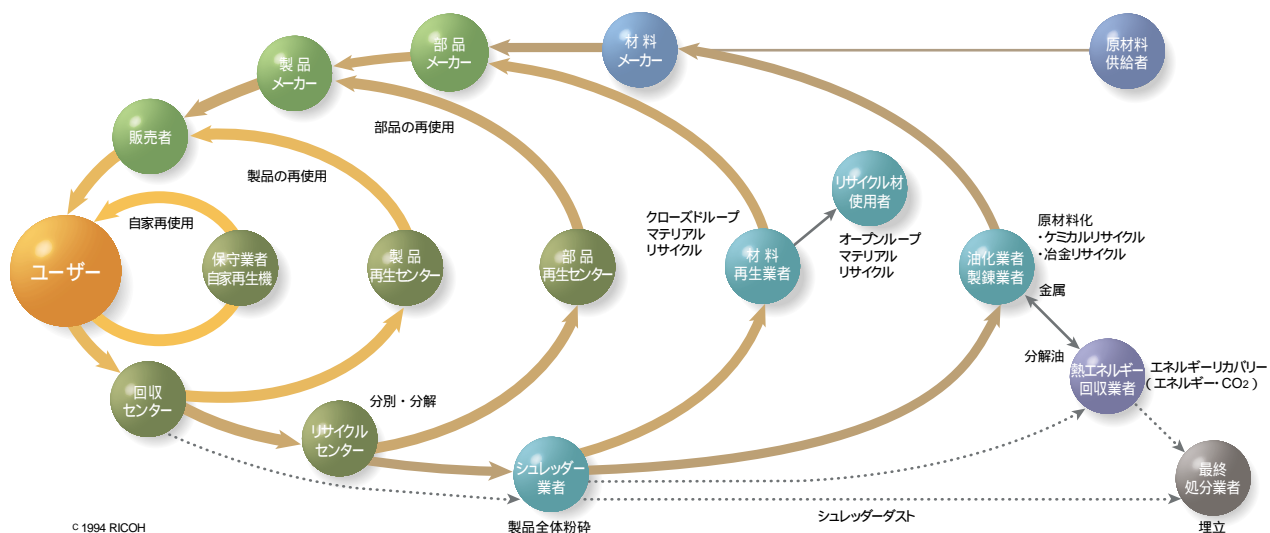 原材料
供給者
材 料
メーカー
部 品
メーカー
製 品
メーカー
販売者
部品の再使用
製品の再使用
自家再使用
ユーザー
保守業者
自家再生機
製 品
再生センター
部 品
再生センター
クローズドループ
マテリアル
リサイクル
材 料
再生業者
リサイクル材
使用者
オープンループ
マテリアル
リサイクル
油化業者
製錬業者
原材料化
・ケミカルリサイクル
・冶金リサイクル
金属
分解油
熱エネルギー
回収業者
エネルギーリカバリー
(エネルギー・CO2)
回収
センター
分別・分解
リサイクル
センター
シュレッダー
業者
製品全体粉砕
シュレッダーダスト
最終
処分業者
埋立
C 1994 RICOH